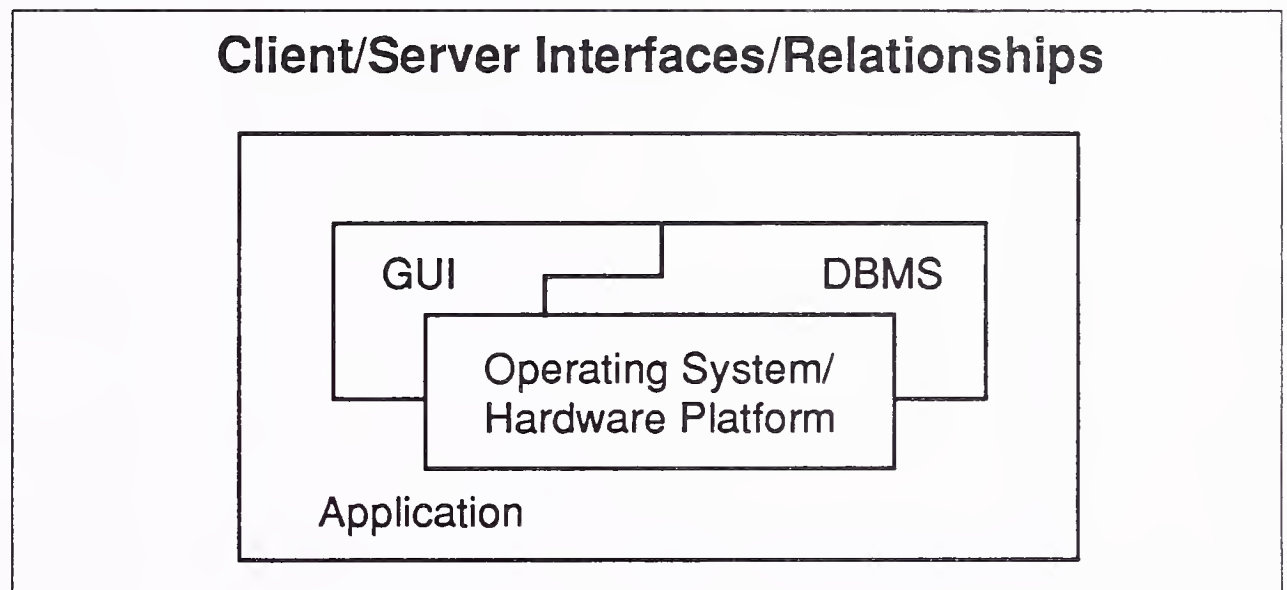 Client/Server Interfaces/Relationships
GUI
DBMS
Operating System/
Hardware Platform
Application